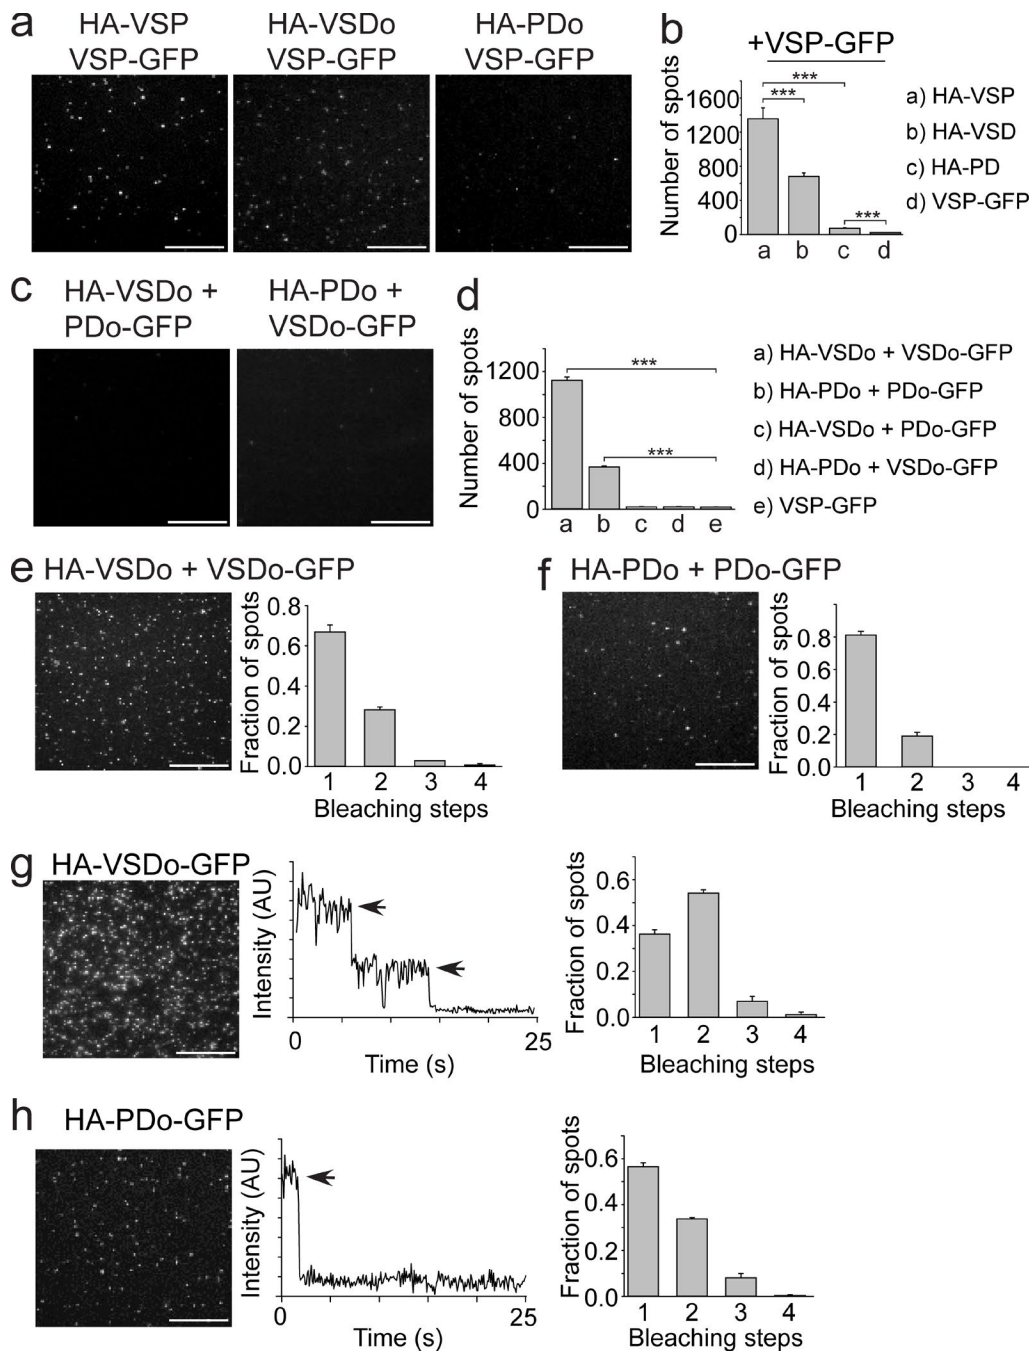 a
HA-VSP
VSP-GFP
HA-VSDo
VSP-GFP
HA-PDo
VSP-GFP
b
+VSP-GFP
Number of spots
1600
1200
800
400
0
***
***
***
a b c d
a) HA-VSP
b) HA-VSD
c) HA-PD
d) VSP-GFP
c
HA-VSDo +
PDo-GFP
HA-PDo +
VSDo-GFP
d
Number of spots
1200
800
400
0
***
***
a b c d e
a) HA-VSDo + VSDo-GFP
b) HA-PDo + PDo-GFP
c) HA-VSDo + PDo-GFP
d) HA-PDo + VSDo-GFP
e) VSP-GFP
e
HA-VSDo + VSDo-GFP
Fraction of spots
0.8
0.6
0.4
0.2
0.0
1 2 3 4
Bleaching steps
f
HA-PDo + PDo-GFP
Fraction of spots
0.8
0.6
0.4
0.2
0.0
1 2 3 4
Bleaching steps
g
HA-VSDo-GFP
Intensity (AU)
0 25
Time (s)
Fraction of spots
0.6
0.4
0.2
0.0
1 2 3 4
Bleaching steps
h
HA-PDo-GFP
Intensity (AU)
0 25
Time (s)
Fraction of spots
0.6
0.4
0.2
0.0
1 2 3 4
Bleaching steps